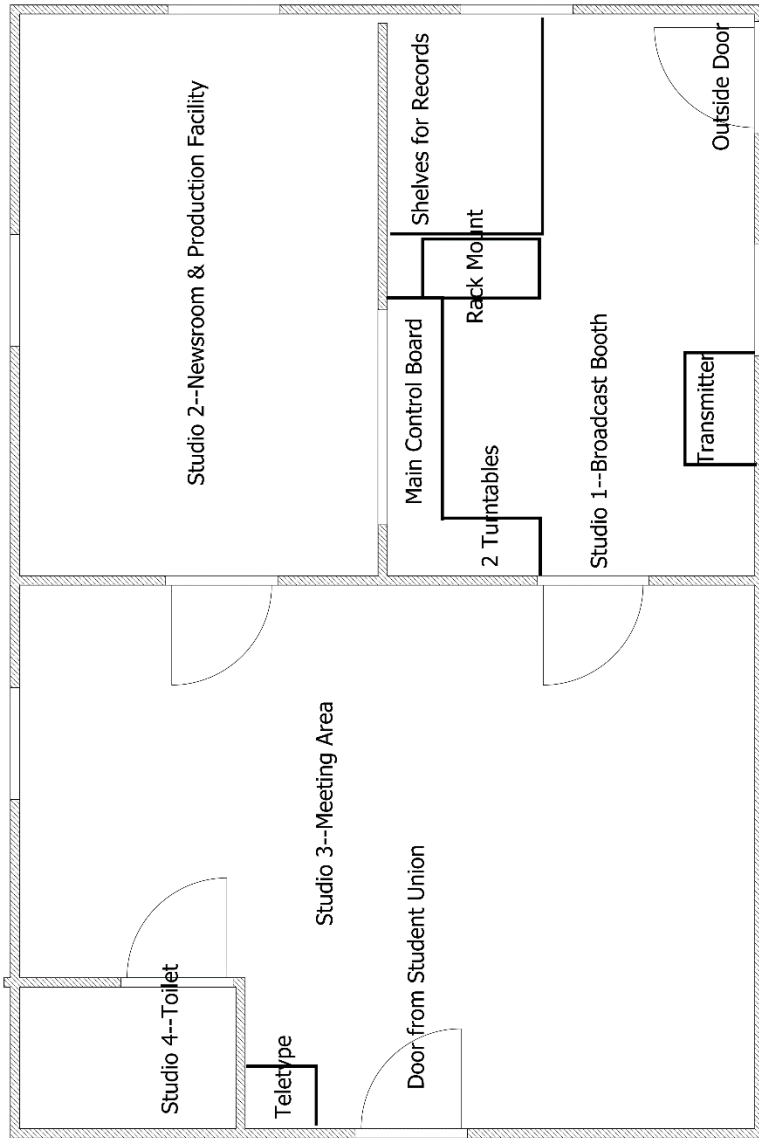 Studio 2--Newsroom & Production Facility
Shelves for Records
Outside Door
Rack Mount
Main Control Board
2 Turntables
Studio 1--Broadcast Booth
Transmitter
Studio 3--Meeting Area
Studio 4--Toilet
Teletype
Door from Student Union